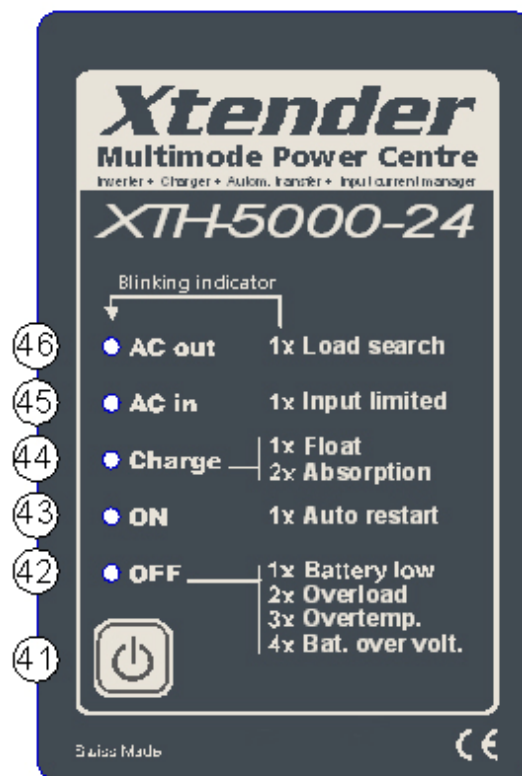 Xtender
Multimode Power Centre
Inverter + Charger + Autom. transfer + Input current manager
XTH-5000-24
Blinking indicator
46 AC out 1x Load search
45 AC in 1x Input limited
44 Charge 1x Float
2x Absorption
43 ON 1x Auto restart
42 OFF 1x Battery low
2x Overload
3x Overtemp.
4x Bat. over volt.
41
Swiss Made CE